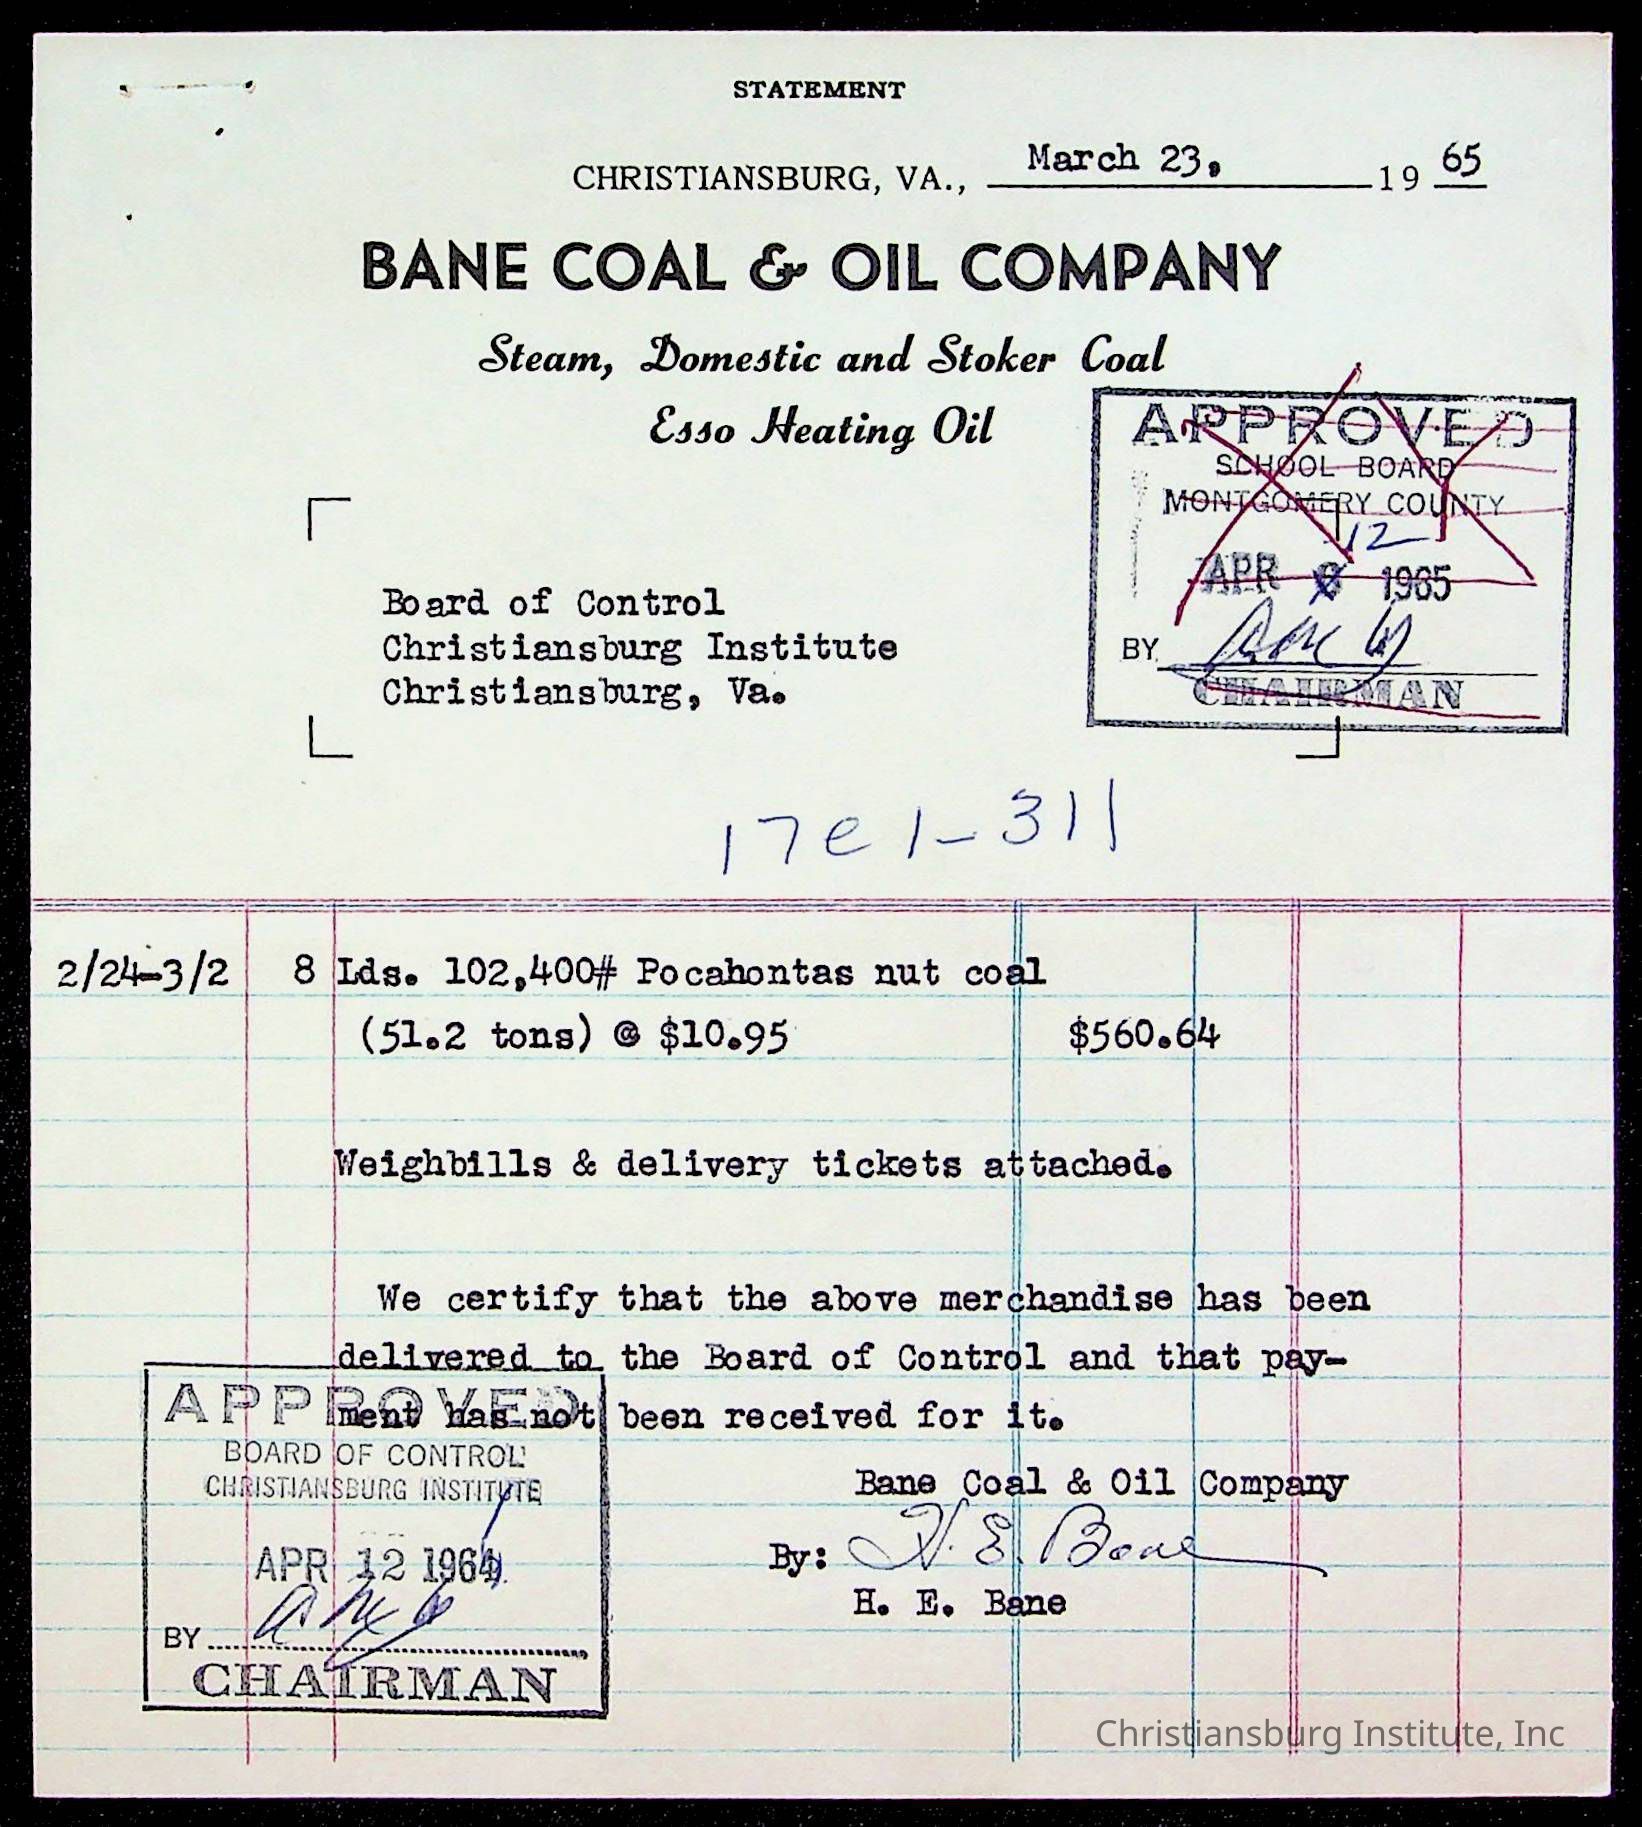 STATEMENT
CHRISTIANSBURG, VA., March 23, 19 65
BANE COAL & OIL COMPANY
Steam, Domestic and Stoker Coal
Esso Heating Oil
APPROVED
SCHOOL BOARD
MONTGOMERY COUNTY
12
APR 1965
BY
CHAIRMAN
Board of Control
Christiansburg Institute
Christiansburg, Va.
17e1-311
2/24-3/2 8 Lds. 102,400# Pocahontas nut coal
(51.2 tons) @ $10.95 $560.64
Weighbills & delivery tickets attached.
We certify that the above merchandise has been
delivered to the Board of Control and that pay-
ment has not been received for it.
Bane Coal & Oil Company
By: H. E. Bane
H. E. Bane
APPROVED
BOARD OF CONTROL
CHRISTIANSBURG INSTITUTE
APR 12 1964
BY
CHAIRMAN
Christiansburg Institute, Inc